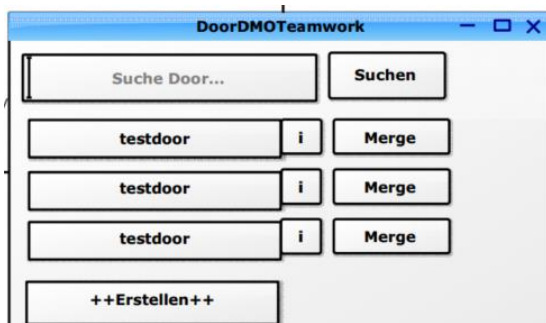 DoorDMOTeamwork
Suche Door... Suchen
testdoor i Merge
testdoor i Merge
testdoor i Merge
++Erstellen++